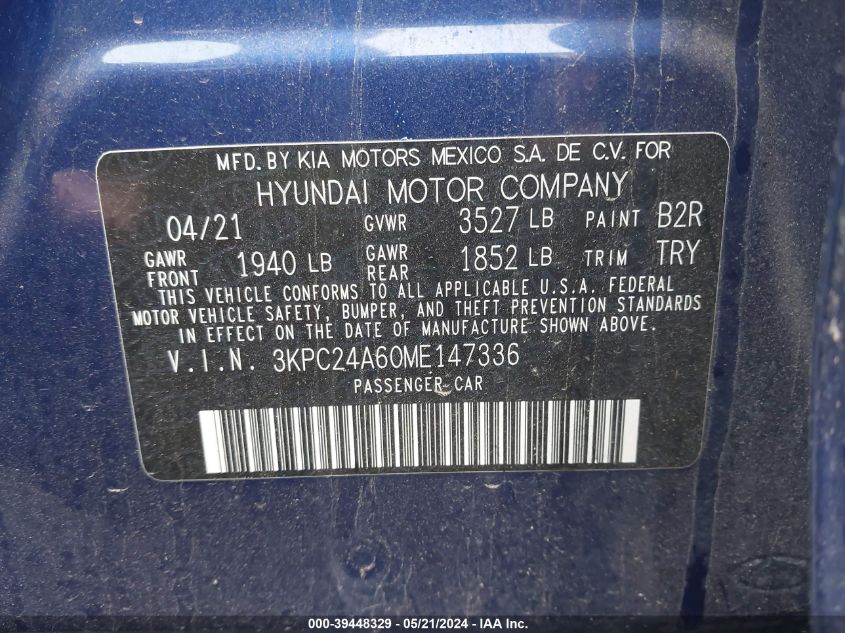 MFD. BY KIA MOTORS MEXICO S.A. DE C.V. FOR
HYUNDAI MOTOR COMPANY
04/21 GVWR 3527 LB PAINT B2R
GAWR FRONT 1940 LB GAWR REAR 1852 LB TRIM TRY
THIS VEHICLE CONFORMS TO ALL APPLICABLE U.S.A. FEDERAL
MOTOR VEHICLE SAFETY, BUMPER, AND THEFT PREVENTION STANDARDS
IN EFFECT ON THE DATE OF MANUFACTURE SHOWN ABOVE.
V.I.N. 3KPC24A60ME147336
PASSENGER CAR
000-39448329 - 05/21/2024 - IAA Inc.